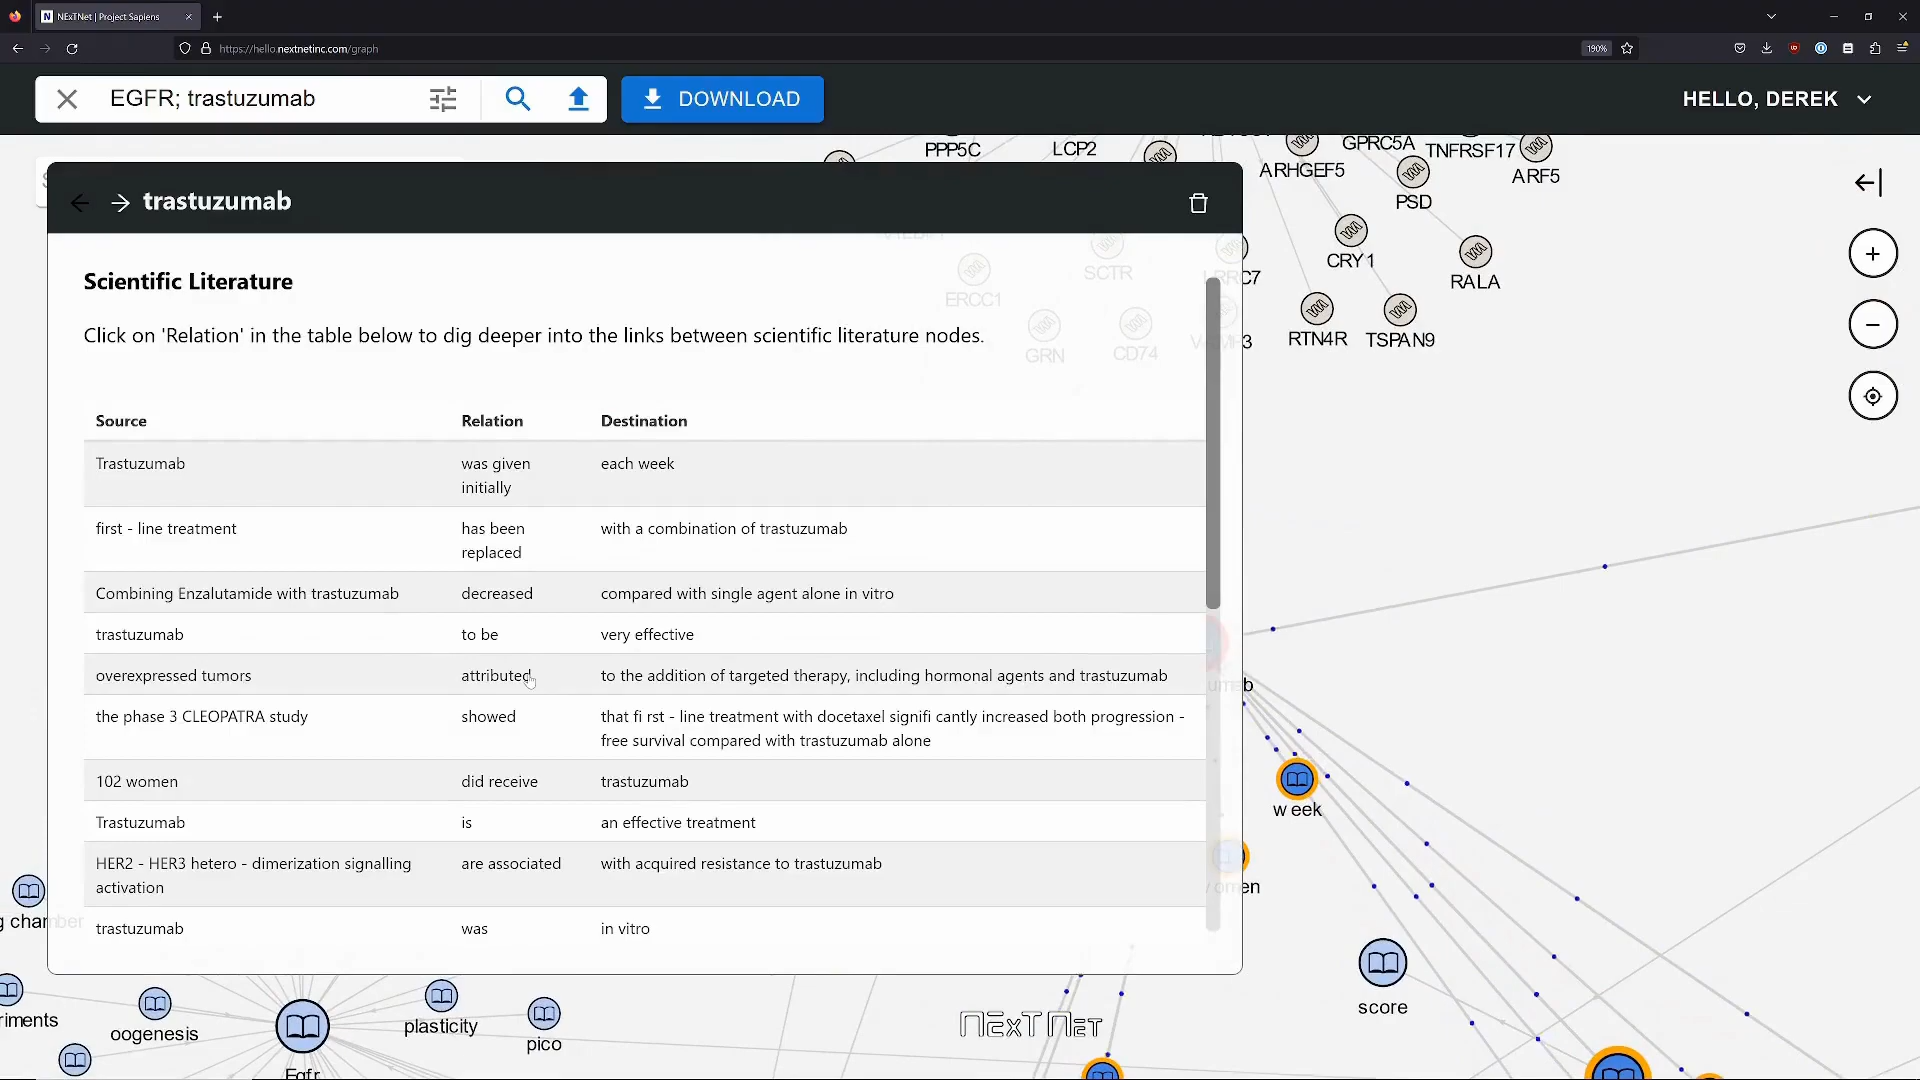 NExTNet | Project Sapiens
https://hello.nextnetinc.com/graph
190%
EGFR; trastuzumab
DOWNLOAD
HELLO, DEREK
PPP5C
LCP2
ARHGEF5
GPRC5A
TNFRSF17
ARF5
PSD
CRY1
RALA
RTN4R
TSPAN9
trastuzumab
SCTR
ERCC1
GRN
CD74
Scientific Literature
Click on 'Relation' in the table below to dig deeper into the links between scientific literature nodes.
Source Relation Destination
Trastuzumab was given initially each week
first - line treatment has been replaced with a combination of trastuzumab
Combining Enzalutamide with trastuzumab decreased compared with single agent alone in vitro
trastuzumab to be very effective
overexpressed tumors attributed to the addition of targeted therapy, including hormonal agents and trastuzumab
the phase 3 CLEOPATRA study showed that fi rst - line treatment with docetaxel signifi cantly increased both progression -
free survival compared with trastuzumab alone
102 women did receive trastuzumab
Trastuzumab is an effective treatment
HER2 - HER3 hetero - dimerization signalling activation are associated with acquired resistance to trastuzumab
trastuzumab was in vitro
w eek
score
oogenesis
plasticity
pico
Egfr
NExTNet